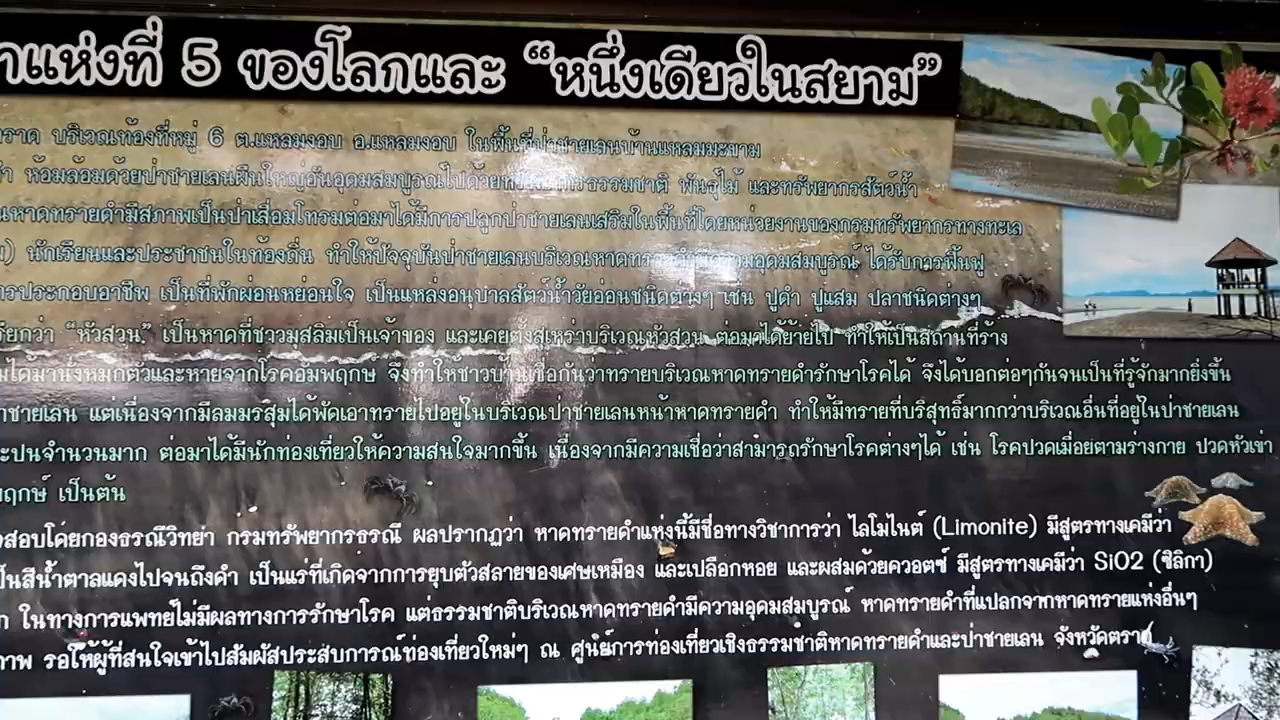 แห่งที่ 5 ของโลกและ “หนึ่งเดียวในสยาม”
บริเวณท้องที่หมู่ 6 ต.แหลมงอบ อ.แหลมงอบ ในพื้นที่ป่าชายเลนบ้านแหลมมะขาม
ห้อมล้อมด้วยป่าชายเลนผืนใหญ่อันอุดมสมบูรณ์ไปด้วย พันธุ์ไม้ และทรัพยากรสัตว์น้ำ
หาดทรายดำมีสภาพเป็นป่าเสื่อมโทรมต่อมาได้มีการปลูกป่าชายเลนเสริมในพื้นที่โดยหน่วยงานของกรมทรัพยากรทางทะเล
นักเรียนและประชาชนในท้องถิ่น ทำให้ปัจจุบันป่าชายเลนบริเวณหาดทรายดำมีความอุดมสมบูรณ์ ได้รับการฟื้นฟู
การประกอบอาชีพ เป็นที่พักผ่อนหย่อนใจ เป็นแหล่งอนุบาลสัตว์น้ำวัยอ่อนชนิดต่างๆ เช่น ปูดำ ปูแสม ปลาชนิดต่างๆ
เรียกว่า “หัวสวน” เป็นหาดที่ชาวมุสลิมเป็นเจ้าของ และเคยตั้งสุเหร่าบริเวณหัวสวน ต่อมาได้ย้ายไป ทำให้เป็นสถานที่ร้าง
ได้มานั่งหมกตัวและหายจากโรคอัมพฤกษ์ จึงทำให้ชาวบ้านเชื่อกันว่าทรายบริเวณหาดทรายดำรักษาโรคได้ จึงได้บอกต่อๆกันจนเป็นที่รู้จักมากยิ่งขึ้น
ป่าชายเลน แต่เนื่องจากมีลมมรสุมได้พัดเอาทรายไปอยู่ในบริเวณป่าชายเลนหน้าหาดทรายดำ ทำให้มีทรายที่บริสุทธิ์มากกว่าบริเวณอื่นที่อยู่ในป่าชายเลน
ปะปนจำนวนมาก ต่อมาได้มีนักท่องเที่ยวให้ความสนใจมากขึ้น เนื่องจากมีความเชื่อว่าสามารถรักษาโรคต่างๆได้ เช่น โรคปวดเมื่อยตามร่างกาย ปวดหัวเข่า
พฤกษ์ เป็นต้น
สอบโดยกองธรณีวิทยา กรมทรัพยากรธรณี ผลปรากฏว่า หาดทรายดำแห่งนี้มีชื่อทางวิชาการว่า ไลโมไนต์ (Limonite) มีสูตรทางเคมีว่า
เป็นสีน้ำตาลแดงไปจนถึงดำ เป็นแร่ที่เกิดจากการยุบตัวสลายของเศษเหมือง และเปลือกหอย และผสมด้วยควอตซ์ มีสูตรทางเคมีว่า SiO2 (ซิลิกา)
ในทางการแพทย์ไม่มีผลทางการรักษาโรค แต่ธรรมชาติบริเวณหาดทรายดำมีความอุดมสมบูรณ์ หาดทรายดำที่แปลกจากหาดทรายแห่งอื่นๆ
ภาพ รอให้ผู้ที่สนใจเข้าไปสัมผัสประสบการณ์ท่องเที่ยวใหม่ๆ ณ ศูนย์การท่องเที่ยวเชิงธรรมชาติหาดทรายดำและป่าชายเลน จังหวัดตราด